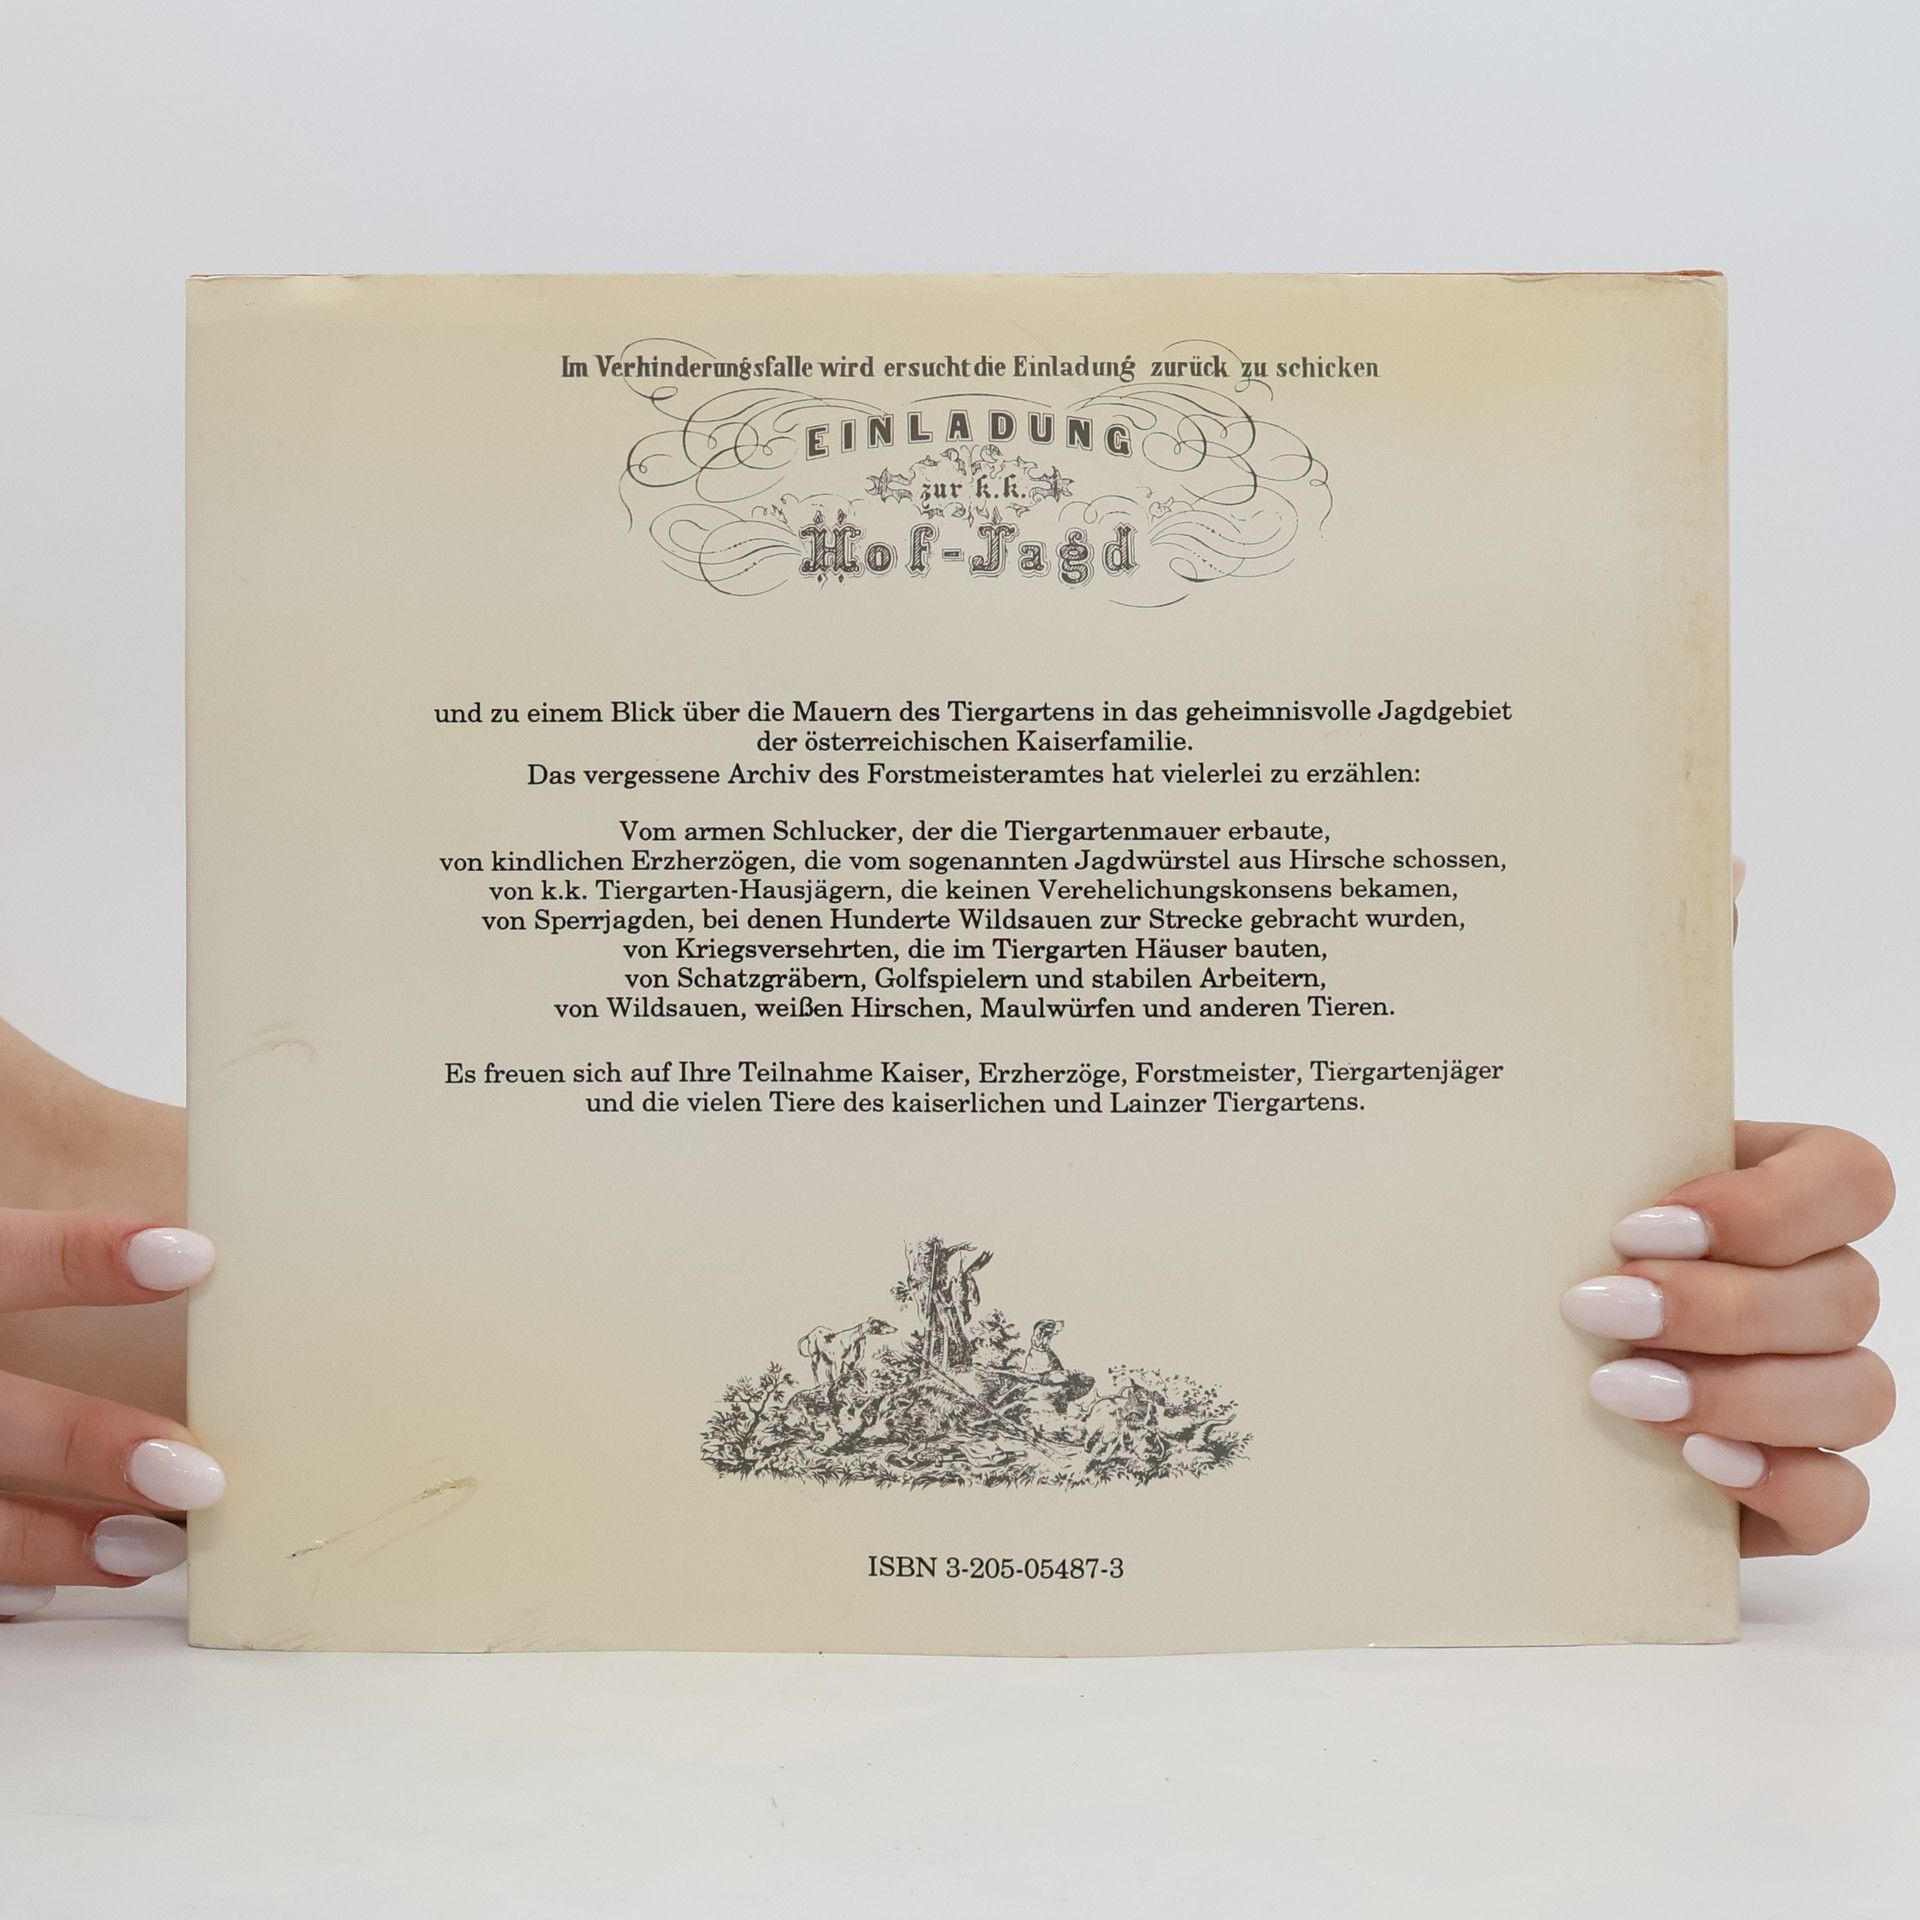 Im Verhinderungsfalle wird ersucht die Einladung zurück zu schicken
EINLADUNG
zur k.k.
Hof-Jagd
und zu einem Blick über die Mauern des Tiergartens in das geheimnisvolle Jagdgebiet
der österreichischen Kaiserfamilie.
Das vergessene Archiv des Forstmeisteramtes hat vielerlei zu erzählen:
Vom armen Schlucker, der die Tiergartenmauer erbaute,
von kindlichen Erzherzögen, die vom sogenannten Jagdwürstel aus Hirsche schossen,
von k.k. Tiergarten-Hausjägern, die keinen Verehelichungskonsens bekamen,
von Sperrjagden, bei denen Hunderte Wildsauen zur Strecke gebracht wurden,
von Kriegsversehrten, die im Tiergarten Häuser bauten,
von Schatzgräbern, Golfspielern und stabilen Arbeitern,
von Wildsauen, weißen Hirschen, Maulwürfen und anderen Tieren.
Es freuen sich auf Ihre Teilnahme Kaiser, Erzherzöge, Forstmeister, Tiergartenjäger
und die vielen Tiere des kaiserlichen und Lainzer Tiergartens.
ISBN 3-205-05487-3